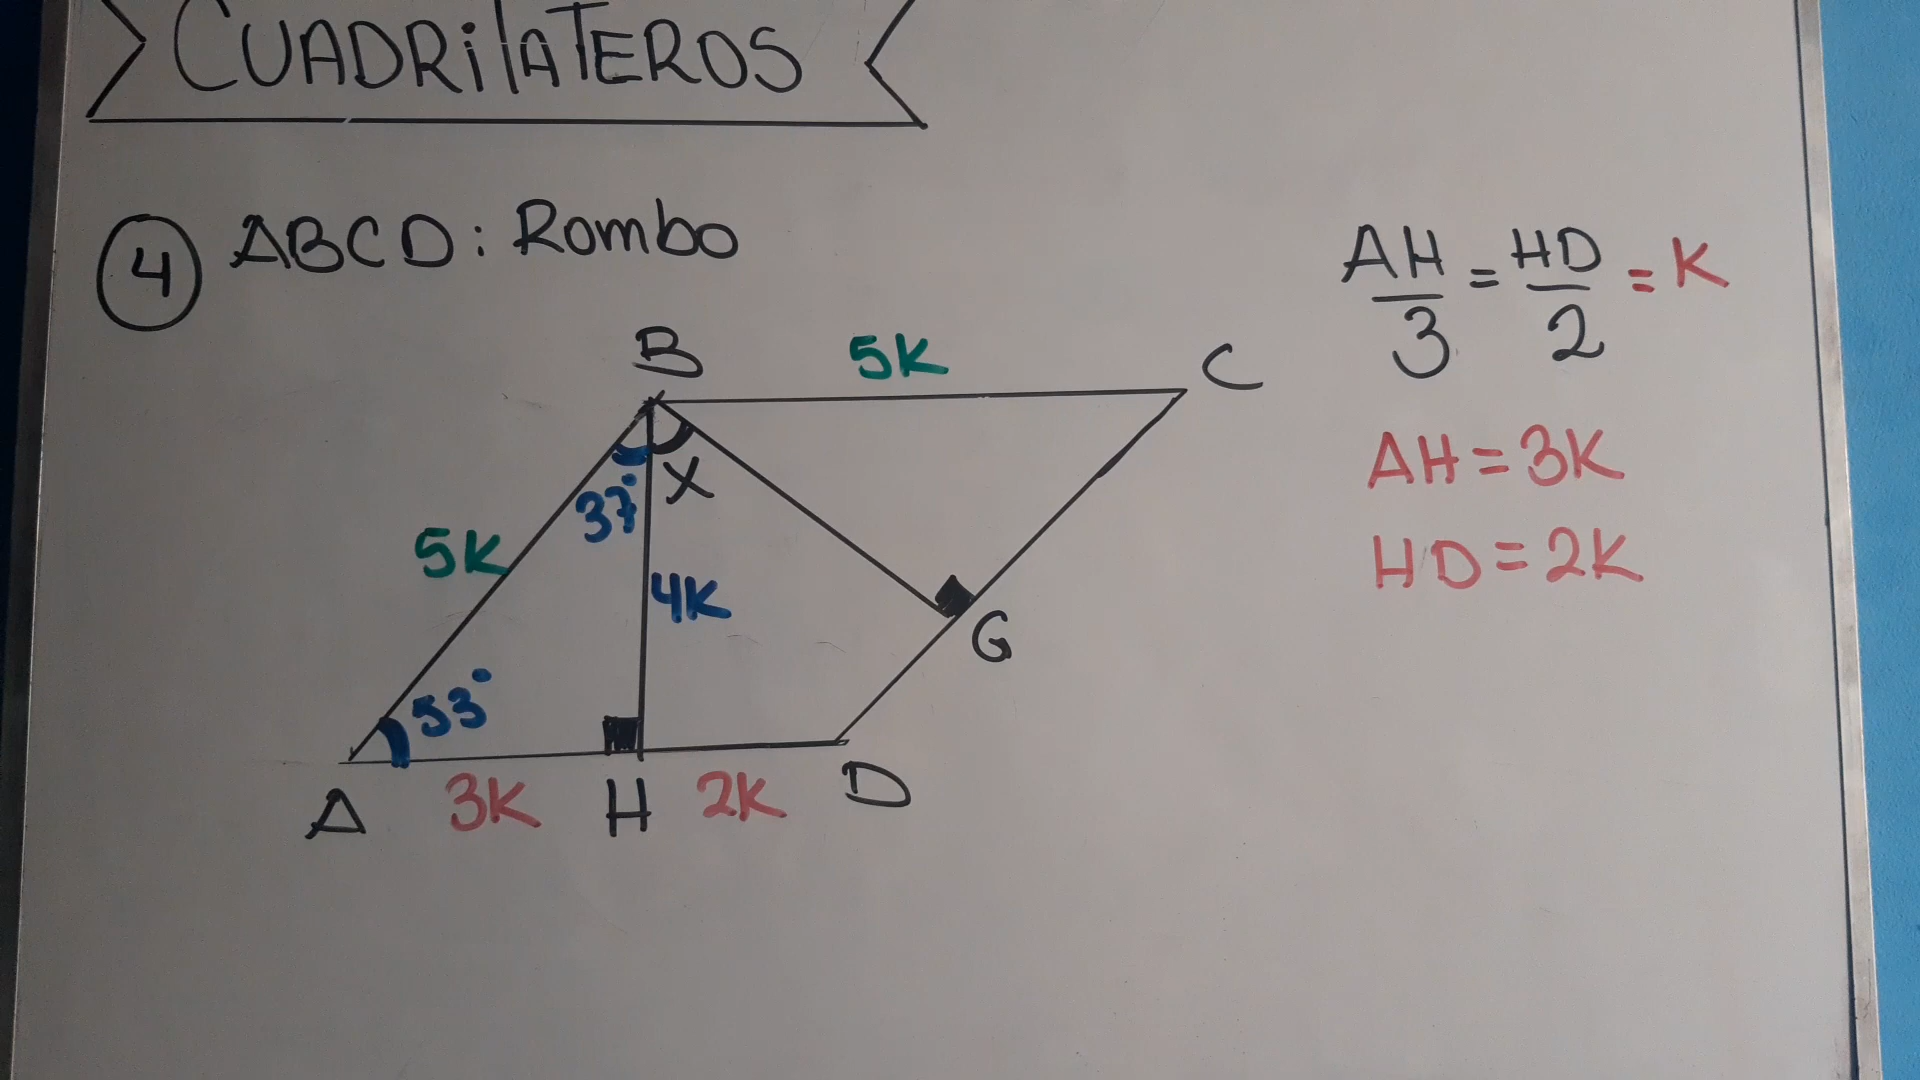 CUADRILATEROS
4 ABCD: Rombo
AH/3 = HD/2 = K
AH = 3K
HD = 2K
B 5K C
X
37°
5K
4K
G
53°
A 3K H 2K D